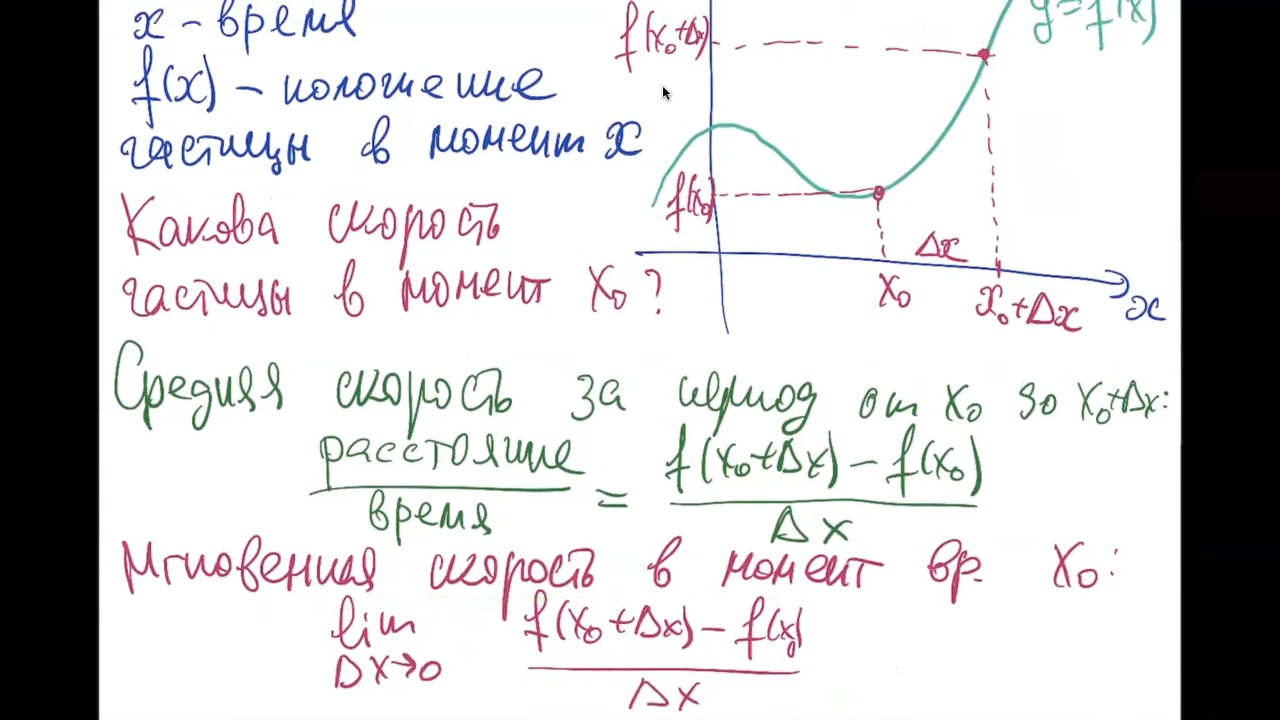 x - время
f(x) – положение
частицы в момент x
Какова скорость
частицы в момент x₀ ?
f(x₀+Δx)
y = f(x)
f(x₀)
Δx
x₀
x₀+Δx
x
Средняя скорость за период от x₀ до x₀+Δx:
расстояние / время = f(x₀+Δx) – f(x₀) / Δx
Мгновенная скорость в момент вр. x₀:
lim Δx→0 f(x₀+Δx) – f(x₀) / Δx